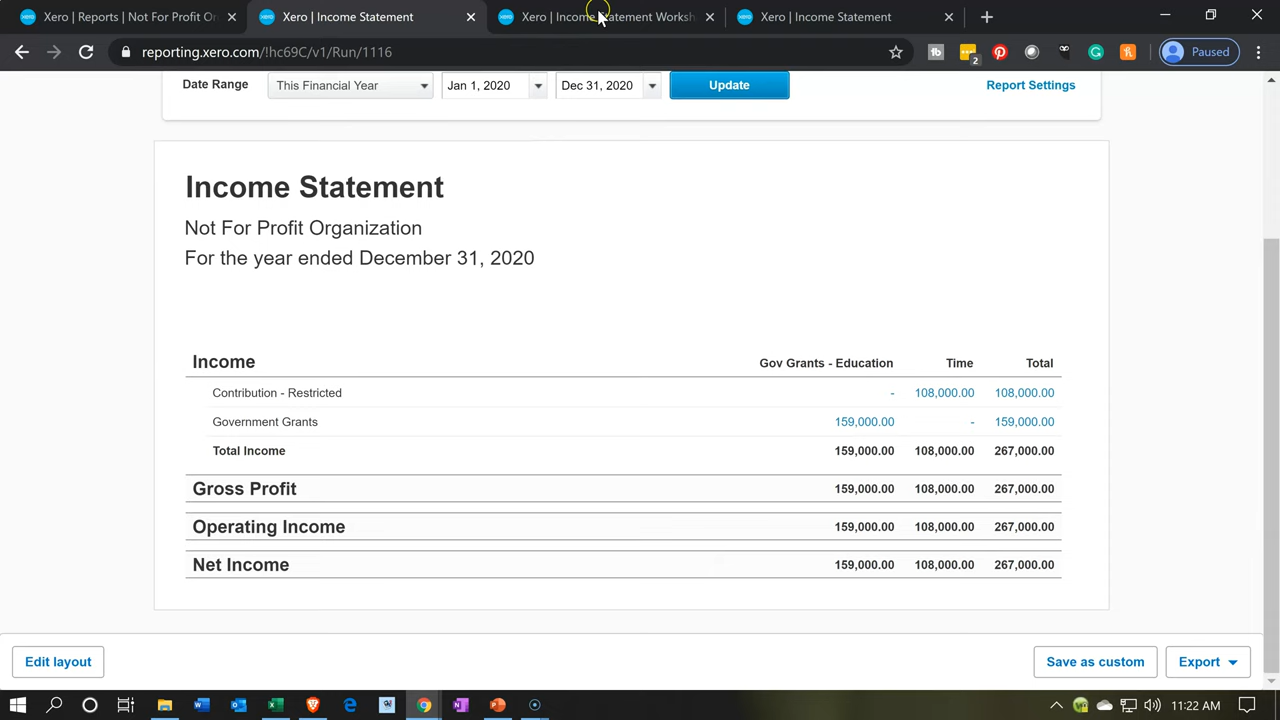 Xero | Reports | Not For Profit Or
Xero | Income Statement
Xero | Income Statement Worksh
Xero | Income Statement
reporting.xero.com/!hc69C/v1/Run/1116
2
Paused
Date Range
This Financial Year
Jan 1, 2020
Dec 31, 2020
Update
Report Settings
Income Statement
Not For Profit Organization
For the year ended December 31, 2020
Income Gov Grants - Education Time Total
Contribution - Restricted - 108,000.00 108,000.00
Government Grants 159,000.00 - 159,000.00
Total Income 159,000.00 108,000.00 267,000.00
Gross Profit 159,000.00 108,000.00 267,000.00
Operating Income 159,000.00 108,000.00 267,000.00
Net Income 159,000.00 108,000.00 267,000.00
Edit layout
Save as custom
Export
11:22 AM